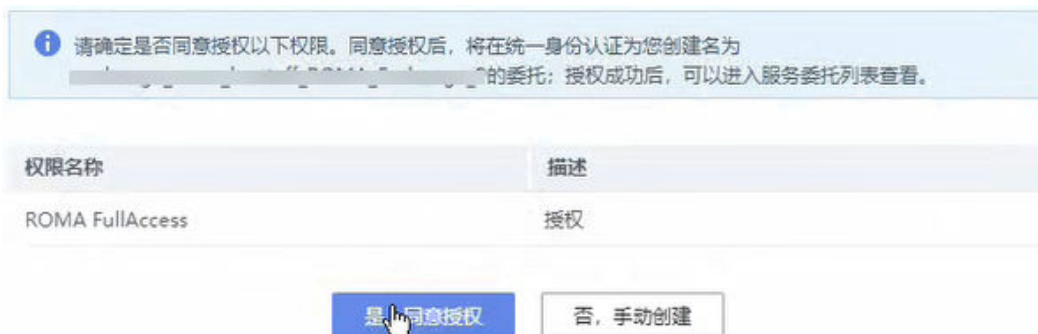 请确定是否同意授权以下权限。同意授权后，将在统一身份认证为您创建名为
的委托；授权成功后，可以进入服务委托列表查看。
权限名称 描述
ROMA FullAccess 授权
是 同意授权 否，手动创建